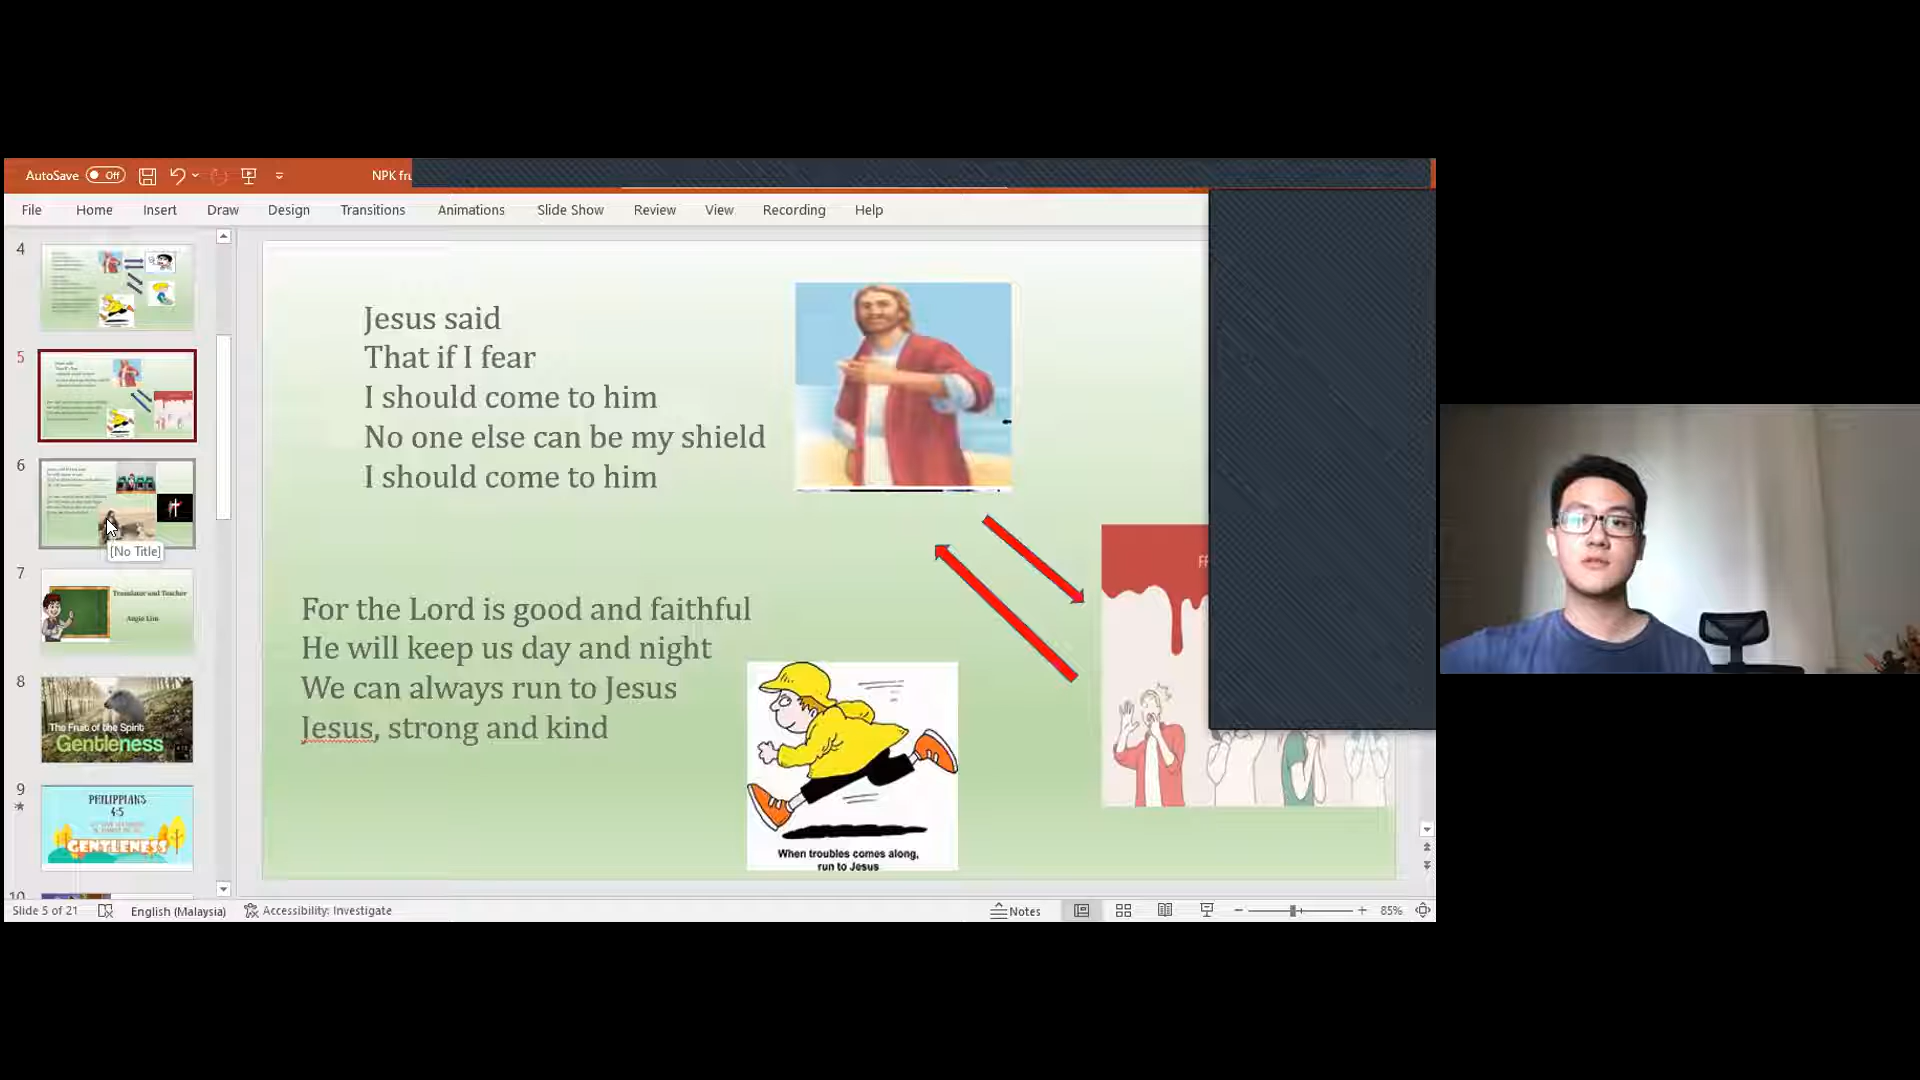 AutoSave Off
NPK fru
File Home Insert Draw Design Transitions Animations Slide Show Review View Recording Help
4
5
6
[No Title]
7
Translator and Teacher
Angie Lim
8
The Fruit of the Spirit
Gentleness
9
PHILIPPIANS
4:5
GENTLENESS
10
Jesus said
That if I fear
I should come to him
No one else can be my shield
I should come to him
For the Lord is good and faithful
He will keep us day and night
We can always run to Jesus
Jesus, strong and kind
When troubles comes along,
run to Jesus
Slide 5 of 21 English (Malaysia) Accessibility: Investigate Notes 85%